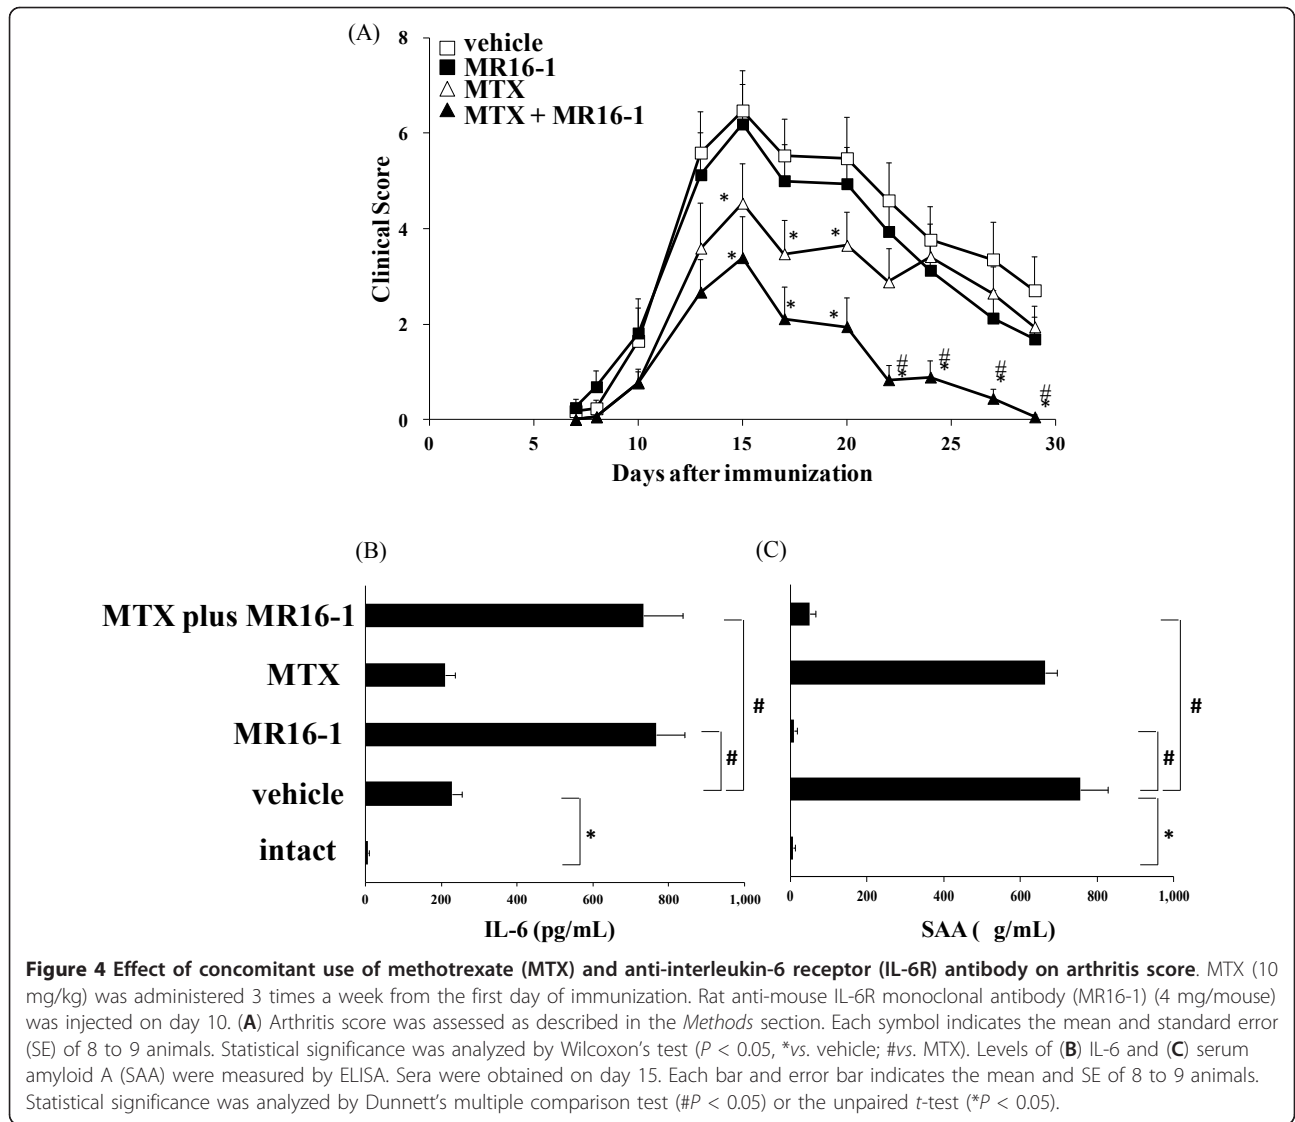 (A)
8
6
4
2
0
Clinical Score
vehicle
MR16-1
MTX
MTX + MR16-1
* * *
* * *
# # # #
* * * *
0 5 10 15 20 25 30
Days after immunization
(B)
(C)
MTX plus MR16-1
MTX
MR16-1
vehicle
intact
#
#
*
#
#
*
0 200 400 600 800 1,000
0 200 400 600 800 1,000
IL-6 (pg/mL)
SAA ( g/mL)
Figure 4 Effect of concomitant use of methotrexate (MTX) and anti-interleukin-6 receptor (IL-6R) antibody on arthritis score. MTX (10
mg/kg) was administered 3 times a week from the first day of immunization. Rat anti-mouse IL-6R monoclonal antibody (MR16-1) (4 mg/mouse)
was injected on day 10. (A) Arthritis score was assessed as described in the Methods section. Each symbol indicates the mean and standard error
(SE) of 8 to 9 animals. Statistical significance was analyzed by Wilcoxon's test (P < 0.05, *vs. vehicle; #vs. MTX). Levels of (B) IL-6 and (C) serum
amyloid A (SAA) were measured by ELISA. Sera were obtained on day 15. Each bar and error bar indicates the mean and SE of 8 to 9 animals.
Statistical significance was analyzed by Dunnett's multiple comparison test (#P < 0.05) or the unpaired t-test (*P < 0.05).